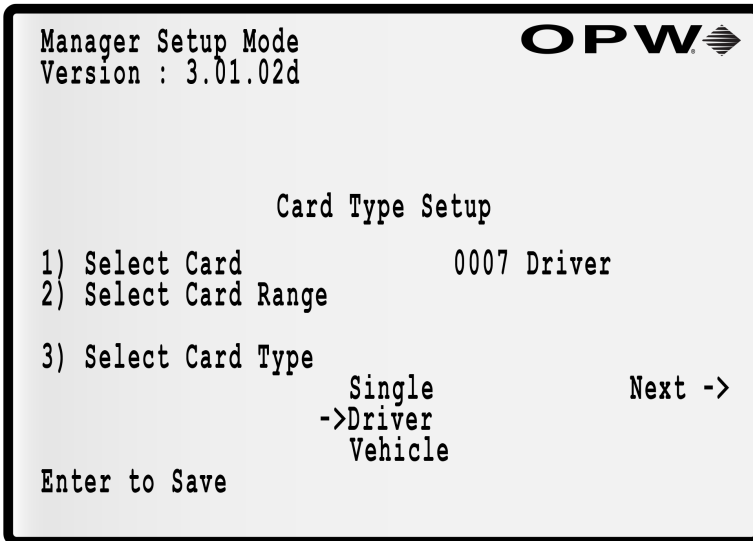 Manager Setup Mode
OPW
Version : 3.01.02d
Card Type Setup
1) Select Card 0007 Driver
2) Select Card Range
3) Select Card Type
Single Next ->
->Driver
Vehicle
Enter to Save